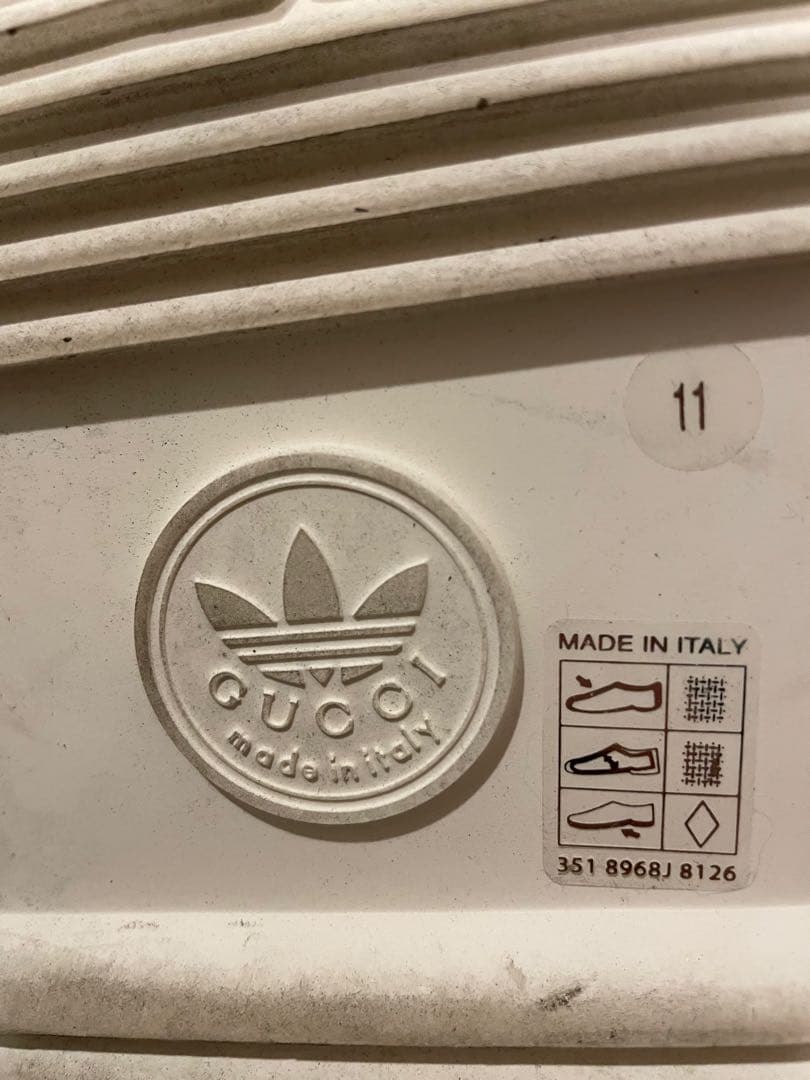 11
GUCCI
made in italy
MADE IN ITALY
351 8968J 8126